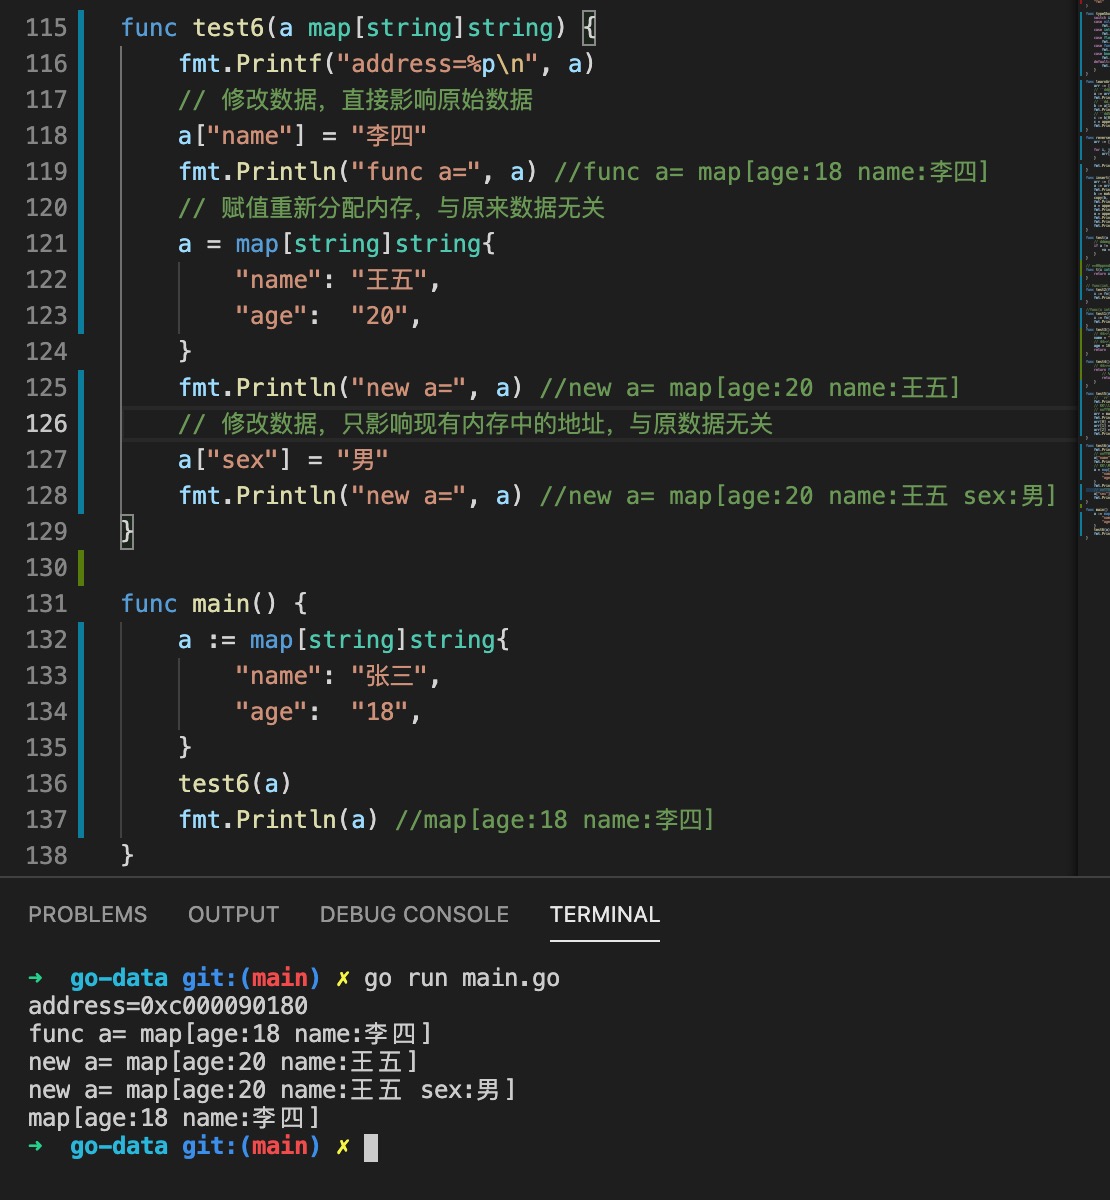 115 func test6(a map[string]string) {
116 fmt.Printf("address=%p\n", a)
117 // 修改数据，直接影响原始数据
118 a["name"] = "李四"
119 fmt.Println("func a=", a) //func a= map[age:18 name:李四]
120 // 赋值重新分配内存，与原来数据无关
121 a = map[string]string{
122 "name": "王五",
123 "age":  "20",
124 }
125 fmt.Println("new a=", a) //new a= map[age:20 name:王五]
126 // 修改数据，只影响现有内存中的地址，与原数据无关
127 a["sex"] = "男"
128 fmt.Println("new a=", a) //new a= map[age:20 name:王五 sex:男]
129 }
130
131 func main() {
132 a := map[string]string{
133 "name": "张三",
134 "age":  "18",
135 }
136 test6(a)
137 fmt.Println(a) //map[age:18 name:李四]
138 }
PROBLEMS OUTPUT DEBUG CONSOLE TERMINAL
➜ go-data git:(main) ✗ go run main.go
address=0xc000090180
func a= map[age:18 name:李四]
new a= map[age:20 name:王五]
new a= map[age:20 name:王五 sex:男]
map[age:18 name:李四]
➜ go-data git:(main) ✗